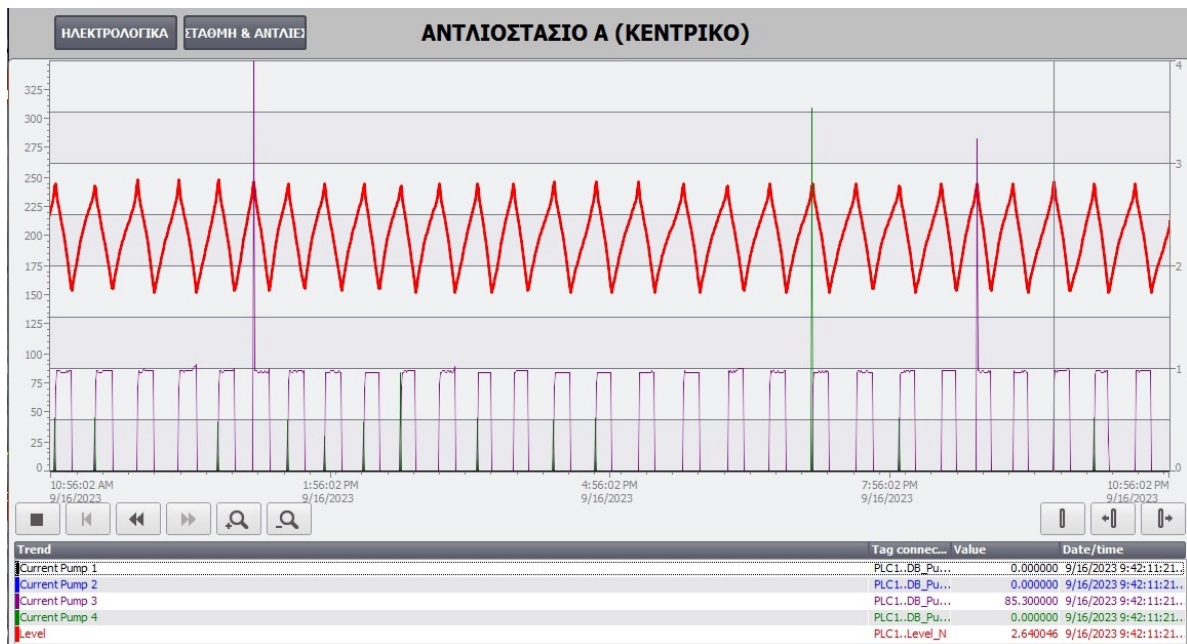 ΗΛΕΚΤΡΟΛΟΓΙΚΑ ΣΤΑΘΜΗ & ΑΝΤΛΙΕΣ ΑΝΤΛΙΟΣΤΑΣΙΟ Α (ΚΕΝΤΡΙΚΟ)
4
325
300
275
3
250
225
200
175
2
150
125
100
1
75
50
25
0 0
10:56:02 AM 1:56:02 PM 4:56:02 PM 7:56:02 PM 10:56:02 PM
9/16/2023 9/16/2023 9/16/2023 9/16/2023 9/16/2023
Trend Tag connec... Value Date/time
Current Pump 1 PLC1..DB_Pu... 0.000000 9/16/2023 9:42:11:21..
Current Pump 2 PLC1..DB_Pu... 0.000000 9/16/2023 9:42:11:21..
Current Pump 3 PLC1..DB_Pu... 85.300000 9/16/2023 9:42:11:21..
Current Pump 4 PLC1..DB_Pu... 0.000000 9/16/2023 9:42:11:21..
Level PLC1..Level_N 2.640046 9/16/2023 9:42:11:21..